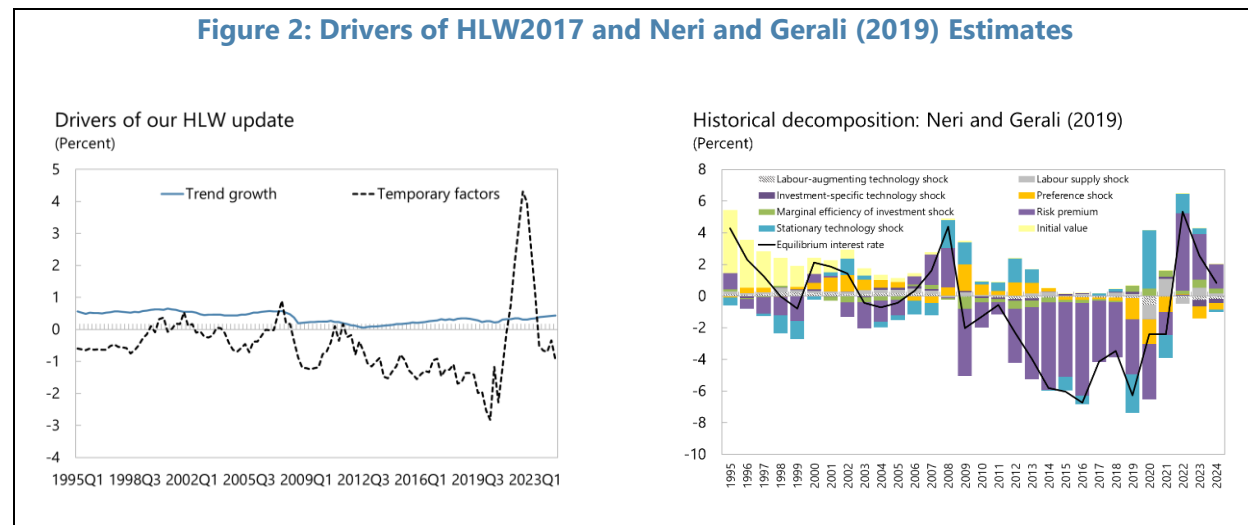 Figure 2: Drivers of HLW2017 and Neri and Gerali (2019) Estimates
Drivers of our HLW update
(Percent)
5
4
3
2
1
0
-1
-2
-3
-4
Trend growth
Temporary factors
1995Q1 1998Q3 2002Q1 2005Q3 2009Q1 2012Q3 2016Q1 2019Q3 2023Q1
Historical decomposition: Neri and Gerali (2019)
(Percent)
8
6
4
2
0
-2
-4
-6
-8
-10
Labour-augmenting technology shock
Labour supply shock
Investment-specific technology shock
Preference shock
Marginal efficiency of investment shock
Risk premium
Stationary technology shock
Initial value
Equilibrium interest rate
1995 1996 1997 1998 1999 2000 2001 2002 2003 2004 2005 2006 2007 2008 2009 2010 2011 2012 2013 2014 2015 2016 2017 2018 2019 2020 2021 2022 2023 2024